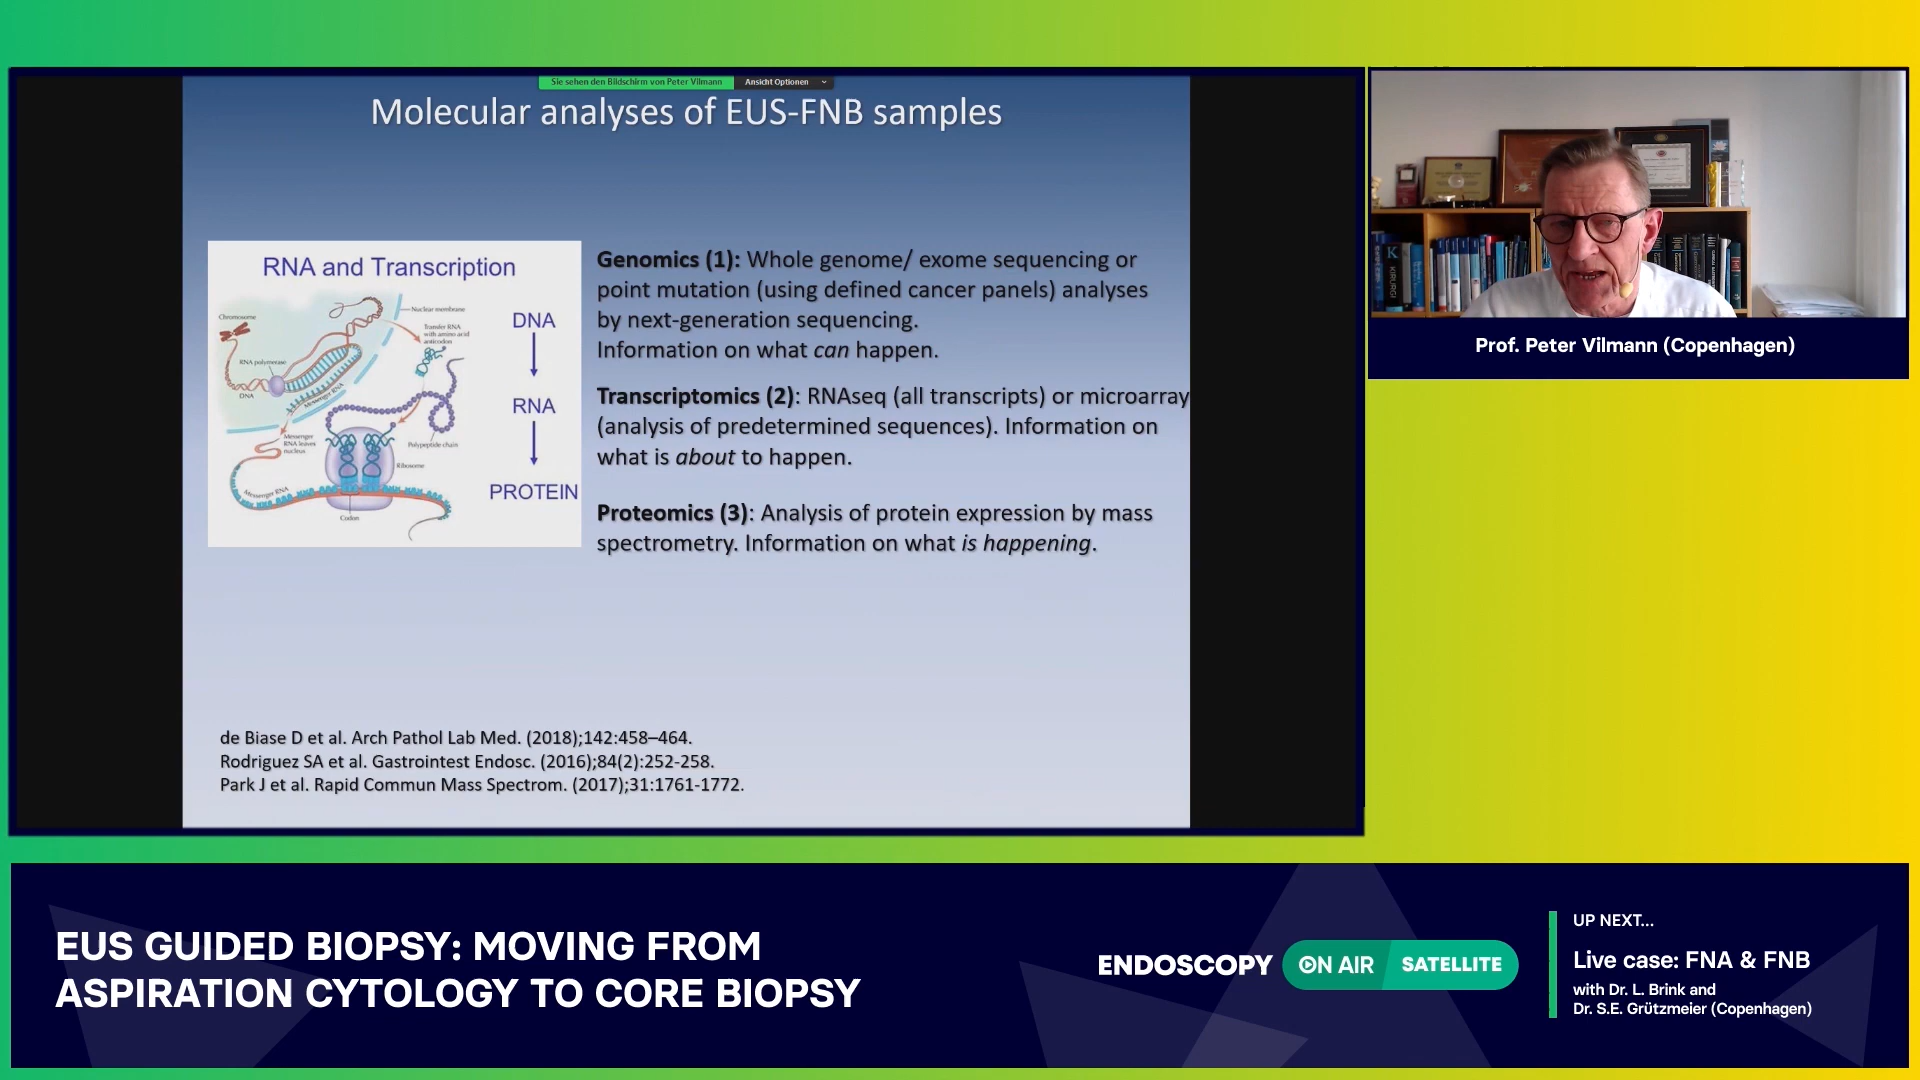 Sie sehen den Bildschirm von Peter Vilmann
Ansicht Optionen
Molecular analyses of EUS-FNB samples
RNA and Transcription
Chromosome
Nuclear membrane
Transfer RNA
with amino acid
anticodon
RNA polymerase
DNA
Messenger RNA
Messenger
RNA leaves
nucleus
Polypeptide chain
Ribosome
Messenger RNA
Codon
DNA
RNA
PROTEIN
Genomics (1): Whole genome/ exome sequencing or
point mutation (using defined cancer panels) analyses
by next-generation sequencing.
Information on what can happen.
Transcriptomics (2): RNAseq (all transcripts) or microarray
(analysis of predetermined sequences). Information on
what is about to happen.
Proteomics (3): Analysis of protein expression by mass
spectrometry. Information on what is happening.
de Biase D et al. Arch Pathol Lab Med. (2018);142:458–464.
Rodriguez SA et al. Gastrointest Endosc. (2016);84(2):252-258.
Park J et al. Rapid Commun Mass Spectrom. (2017);31:1761-1772.
K
KIRURGI
Prof. Peter Vilmann (Copenhagen)
EUS GUIDED BIOPSY: MOVING FROM
ASPIRATION CYTOLOGY TO CORE BIOPSY
ENDOSCOPY ON AIR SATELLITE
UP NEXT...
Live case: FNA & FNB
with Dr. L. Brink and
Dr. S.E. Grützmeier (Copenhagen)